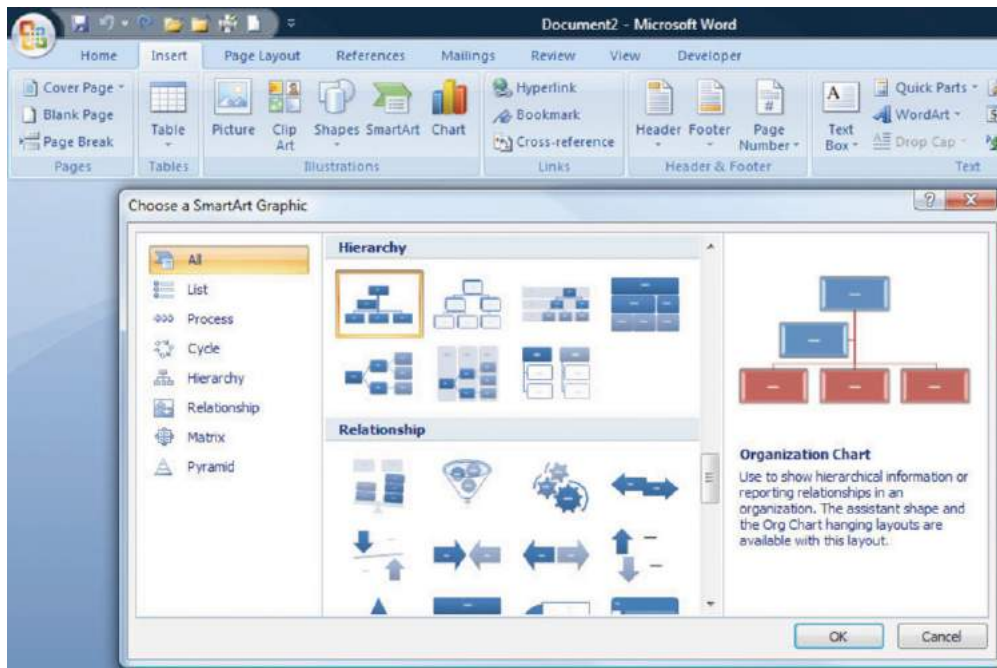 Document2 - Microsoft Word
Home Insert Page Layout References Mailings Review View Developer
Cover Page
Blank Page
Page Break
Pages
Table
Tables
Picture
Clip Art
Shapes
SmartArt
Chart
Illustrations
Hyperlink
Bookmark
Cross-reference
Links
Header
Footer
Page Number
#
Header & Footer
A
Text Box
Quick Parts
WordArt
Drop Cap
Text
Choose a SmartArt Graphic
All
List
Process
Cycle
Hierarchy
Relationship
Matrix
Pyramid
Hierarchy
Relationship
Organization Chart
Use to show hierarchical information or
reporting relationships in an
organization. The assistant shape and
the Org Chart hanging layouts are
available with this layout.
OK Cancel